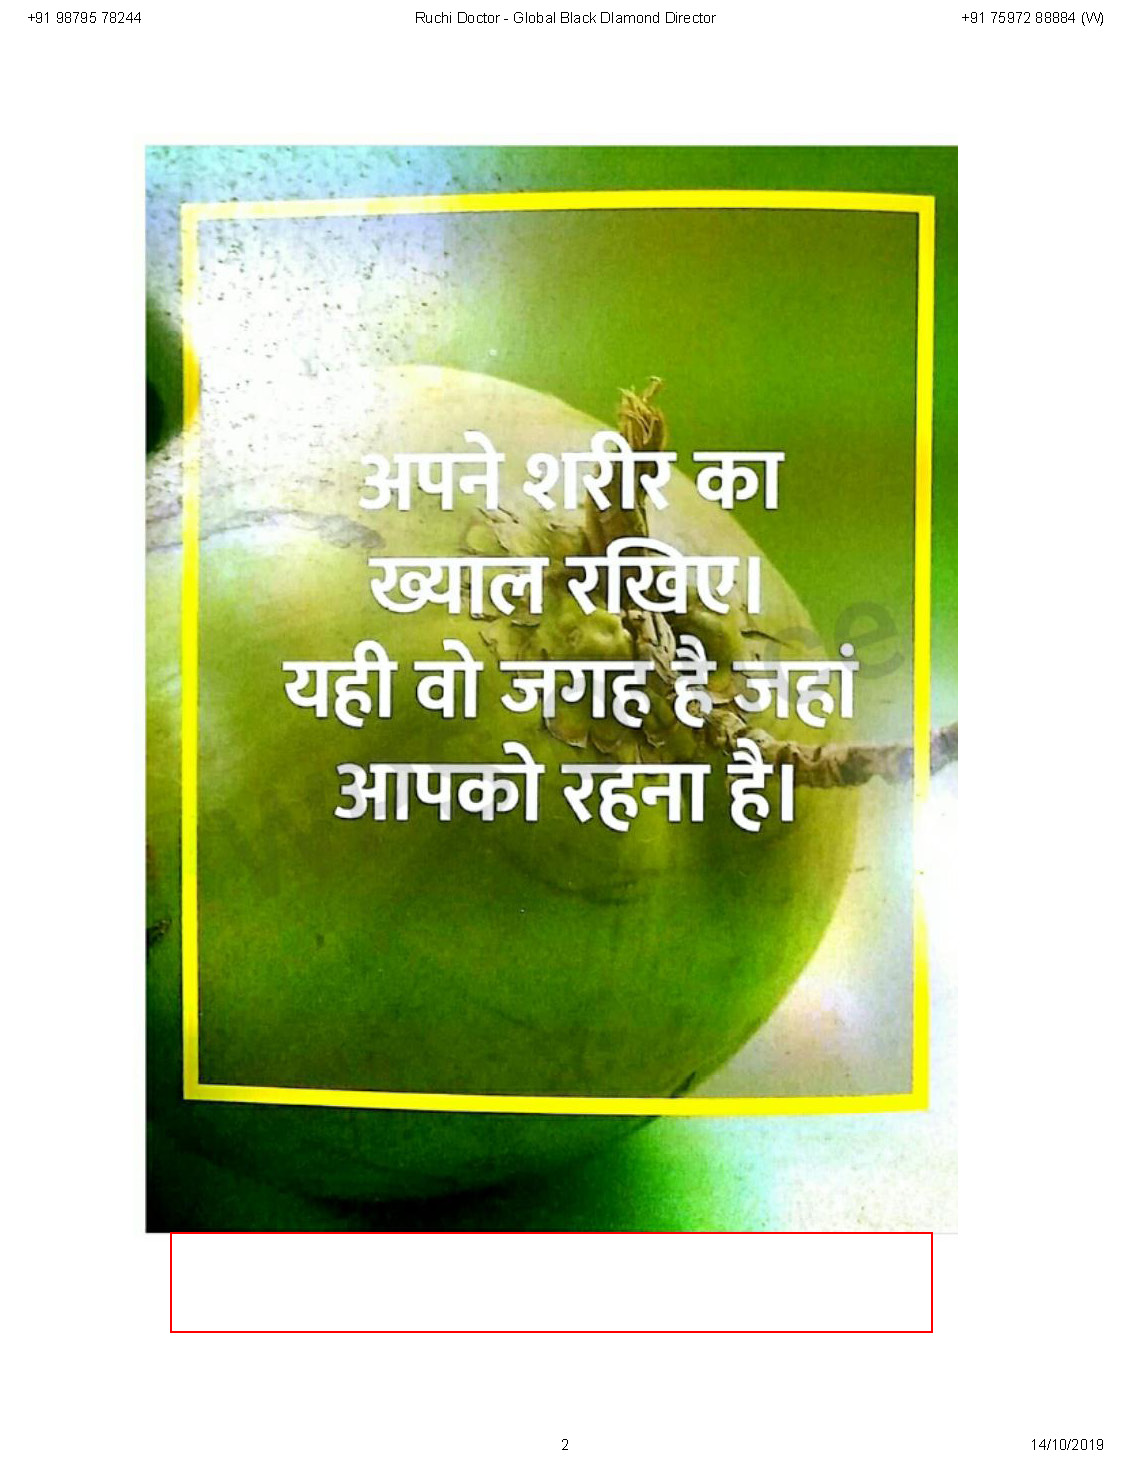 +91 98795 78244 Ruchi Doctor - Global Black DIamond Director +91 75972 88884 (W)
अपने शरीर का
ख्याल रखिए।
यही वो जगह है जहां
आपको रहना है।
2 14/10/2019